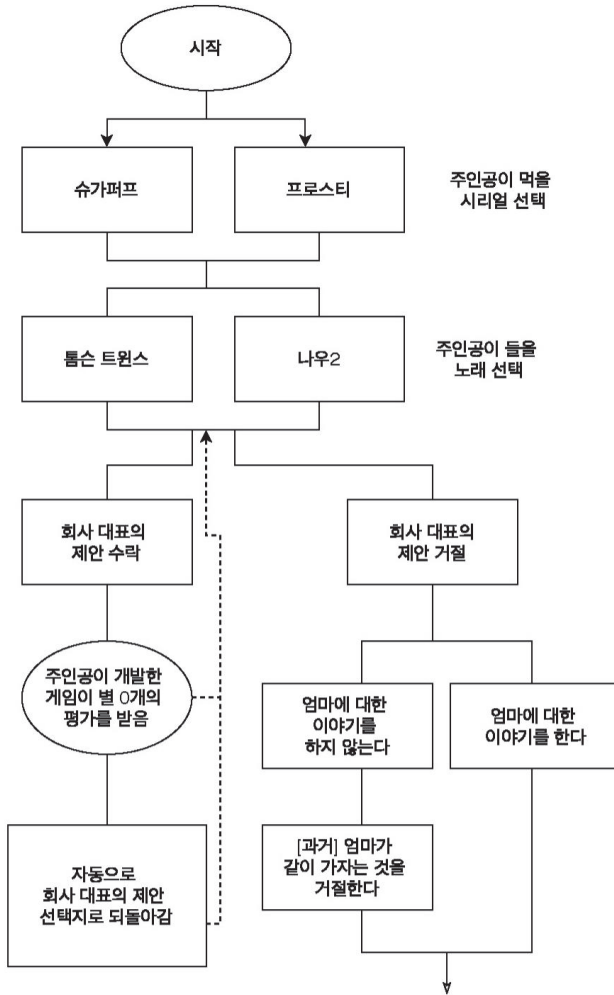 시작
슈가퍼프
프로스티
주인공이 먹을
시리얼 선택
톰슨 트윈스
나우2
주인공이 들을
노래 선택
회사 대표의
제안 수락
회사 대표의
제안 거절
주인공이 개발한
게임이 별 0개의
평가를 받음
엄마에 대한
이야기를
하지 않는다
엄마에 대한
이야기를 한다
자동으로
회사 대표의 제안
선택지로 되돌아감
[과거] 엄마가
같이 가자는 것을
거절한다